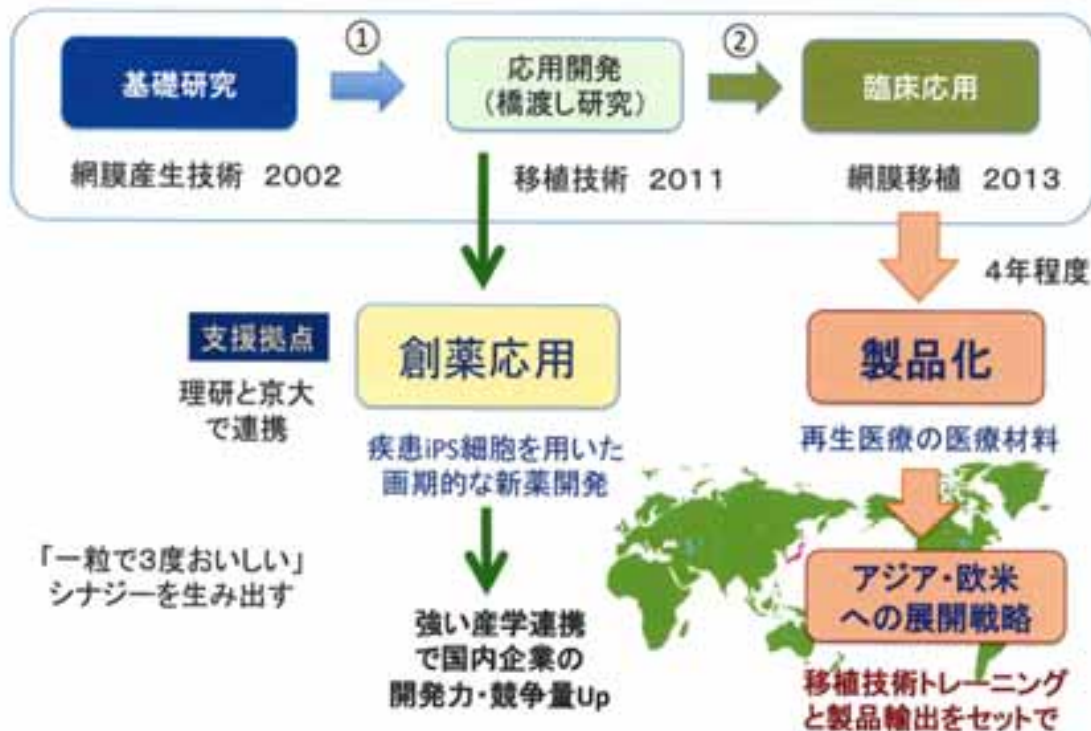 ①
②
基礎研究
応用開発
(橋渡し研究)
臨床応用
網膜産生技術 2002
移植技術 2011
網膜移植 2013
4年程度
支援拠点
理研と京大
で連携
創薬応用
製品化
疾患iPS細胞を用いた
画期的な新薬開発
再生医療の医療材料
「一粒で3度おいしい」
シナジーを生み出す
アジア・欧米
への展開戦略
強い産学連携
で国内企業の
開発力・競争量Up
移植技術トレーニング
と製品輸出をセットで